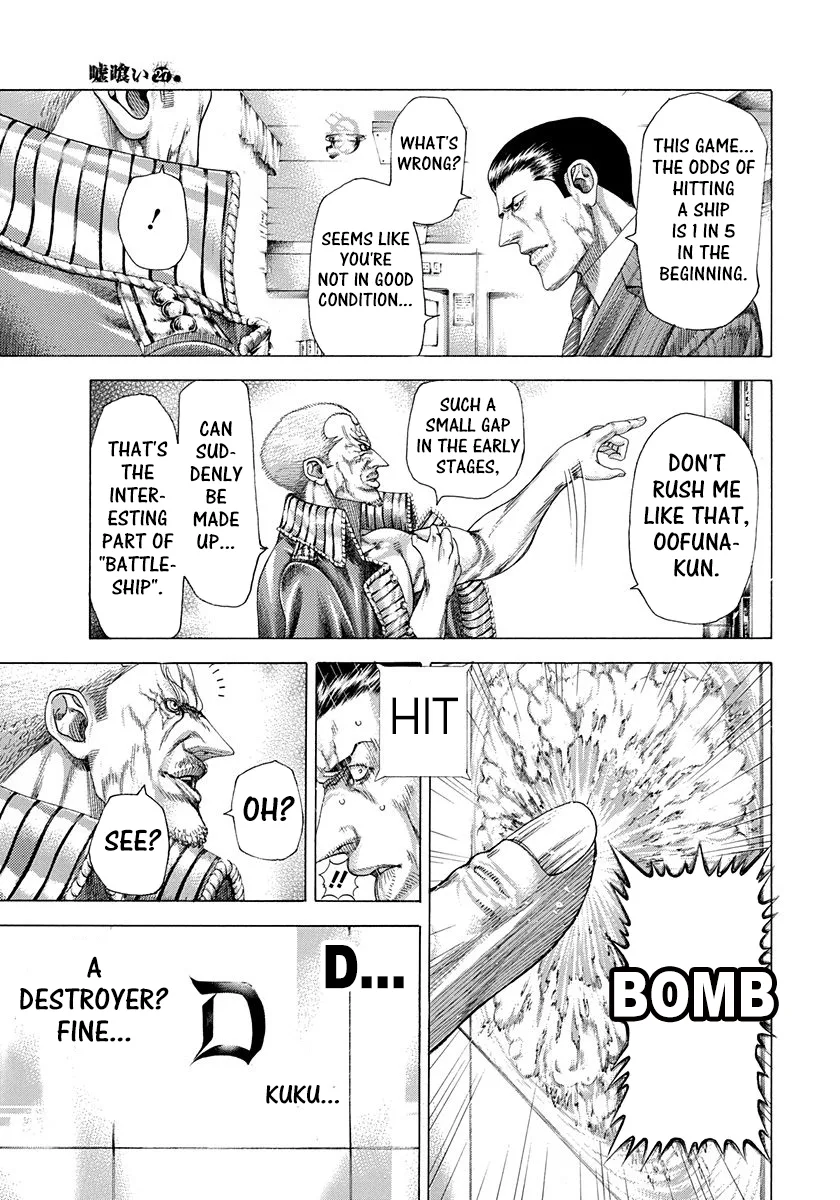 嘘喰い 25.
THIS GAME...
THE ODDS OF
HITTING
A SHIP
IS 1 IN 5
IN THE
BEGINNING.
WHAT'S
WRONG?
SEEMS LIKE
YOU'RE
NOT IN GOOD
CONDITION...
!
DON'T
RUSH ME
LIKE THAT,
OOFUNA-
KUN.
SUCH A
SMALL GAP
IN THE EARLY
STAGES,
CAN
SUD-
DENLY
BE
MADE
UP...
THAT'S
THE
INTER-
ESTING
PART OF
"BATTLE-
SHIP".
BOMB
HIT
!!
OH?
SEE?
D...
D
A
DESTROYER?
FINE...
KUKU...